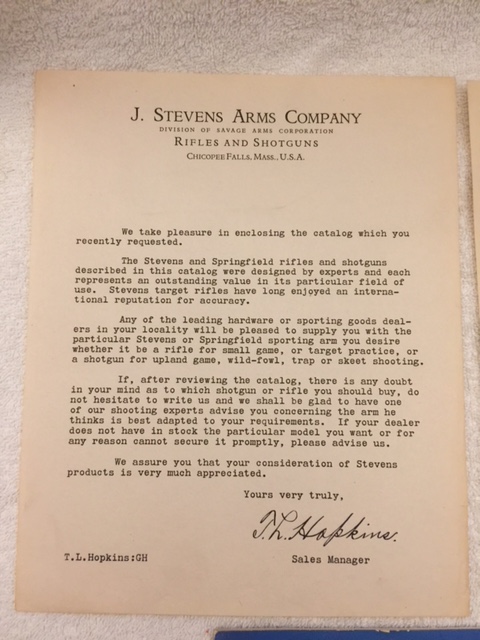 J. Stevens Arms Company
DIVISION OF SAVAGE ARMS CORPORATION
Rifles and Shotguns
Chicopee Falls, Mass., U.S.A.
We take pleasure in enclosing the catalog which you
recently requested.
The Stevens and Springfield rifles and shotguns
described in this catalog were designed by experts and each
represents an outstanding value in its particular field of
use. Stevens target rifles have long enjoyed an interna-
tional reputation for accuracy.
Any of the leading hardware or sporting goods deal-
ers in your locality will be pleased to supply you with the
particular Stevens or Springfield sporting arm you desire
whether it be a rifle for small game, or target practice, or
a shotgun for upland game, wild-fowl, trap or skeet shooting.
If, after reviewing the catalog, there is any doubt
in your mind as to which shotgun or rifle you should buy, do
not hesitate to write us and we shall be glad to have one
of our shooting experts advise you concerning the arm he
thinks is best adapted to your requirements. If your dealer
does not have in stock the particular model you want or for
any reason cannot secure it promptly, please advise us.
We assure you that your consideration of Stevens
products is very much appreciated.
Yours very truly,
T.L. Hopkins.
T.L.Hopkins:GH Sales Manager